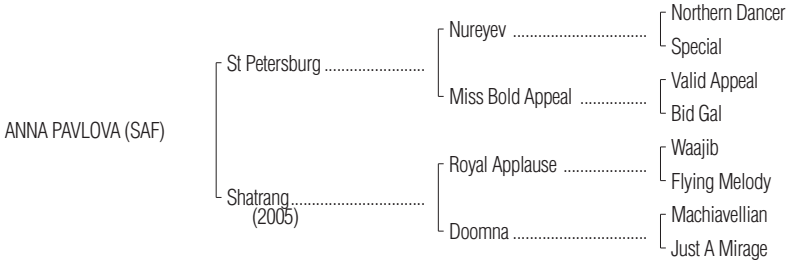 Northern Dancer
Nureyev ................................
Special
St Petersburg ........................
Valid Appeal
Miss Bold Appeal ................
Bid Gal
ANNA PAVLOVA (SAF)
Waajib
Royal Applause ....................
Flying Melody
Shatrang................................
(2005)
Machiavellian
Doomna ................................
Just A Mirage